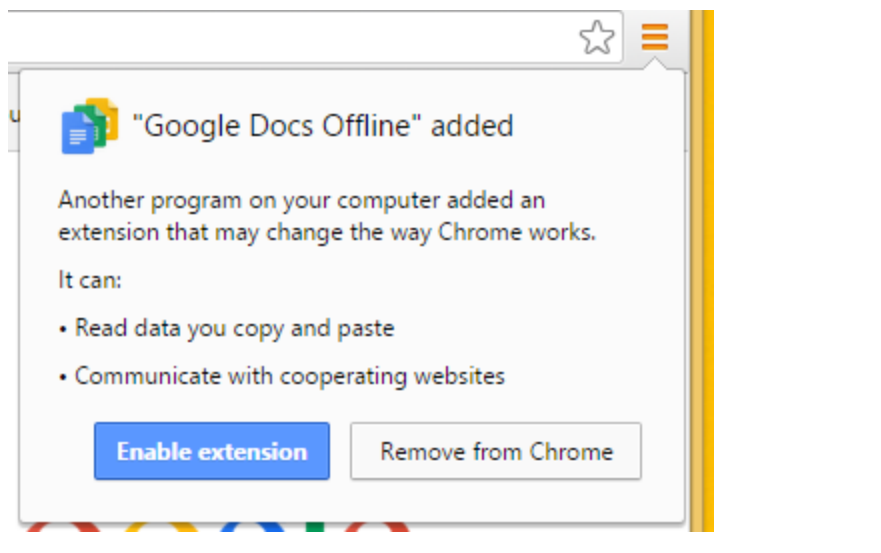 "Google Docs Offline" added
Another program on your computer added an
extension that may change the way Chrome works.
It can:
• Read data you copy and paste
• Communicate with cooperating websites
Enable extension
Remove from Chrome